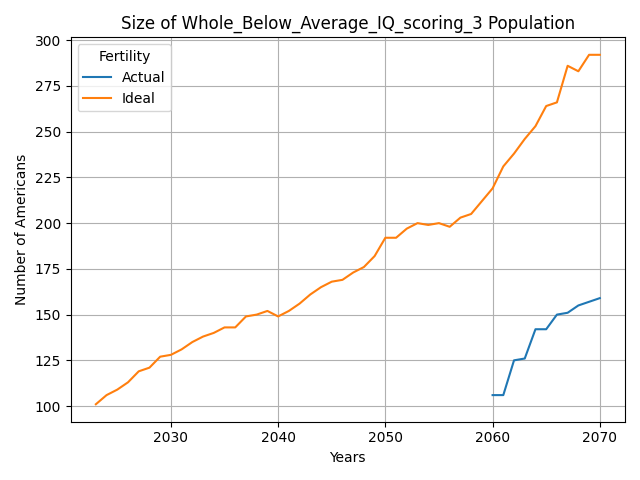 Size of Whole_Below_Average_IQ_scoring_3 Population
Fertility
Actual
Ideal
Number of Americans
300
275
250
225
200
175
150
125
100
2030 2040 2050 2060 2070
Years